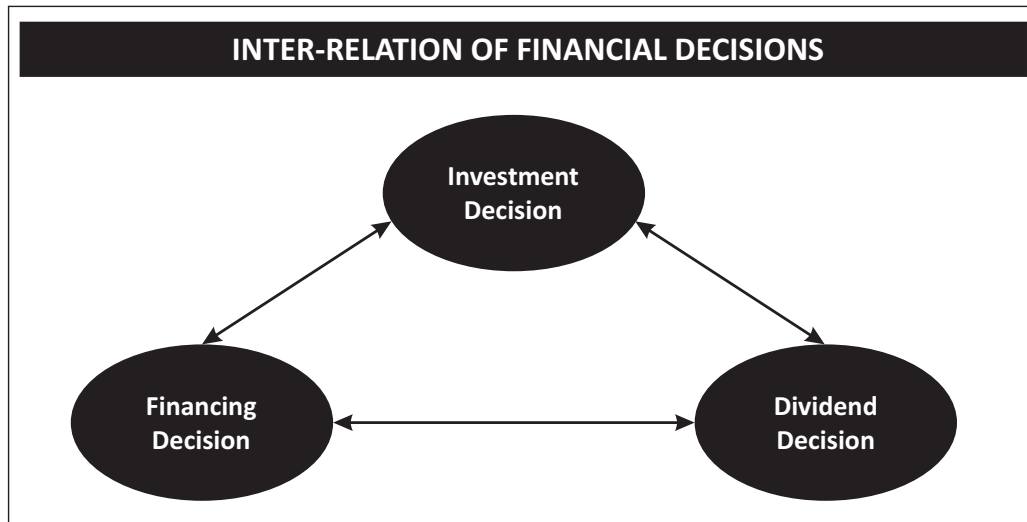 INTER-RELATION OF FINANCIAL DECISIONS
Investment
Decision
Financing
Decision
Dividend
Decision